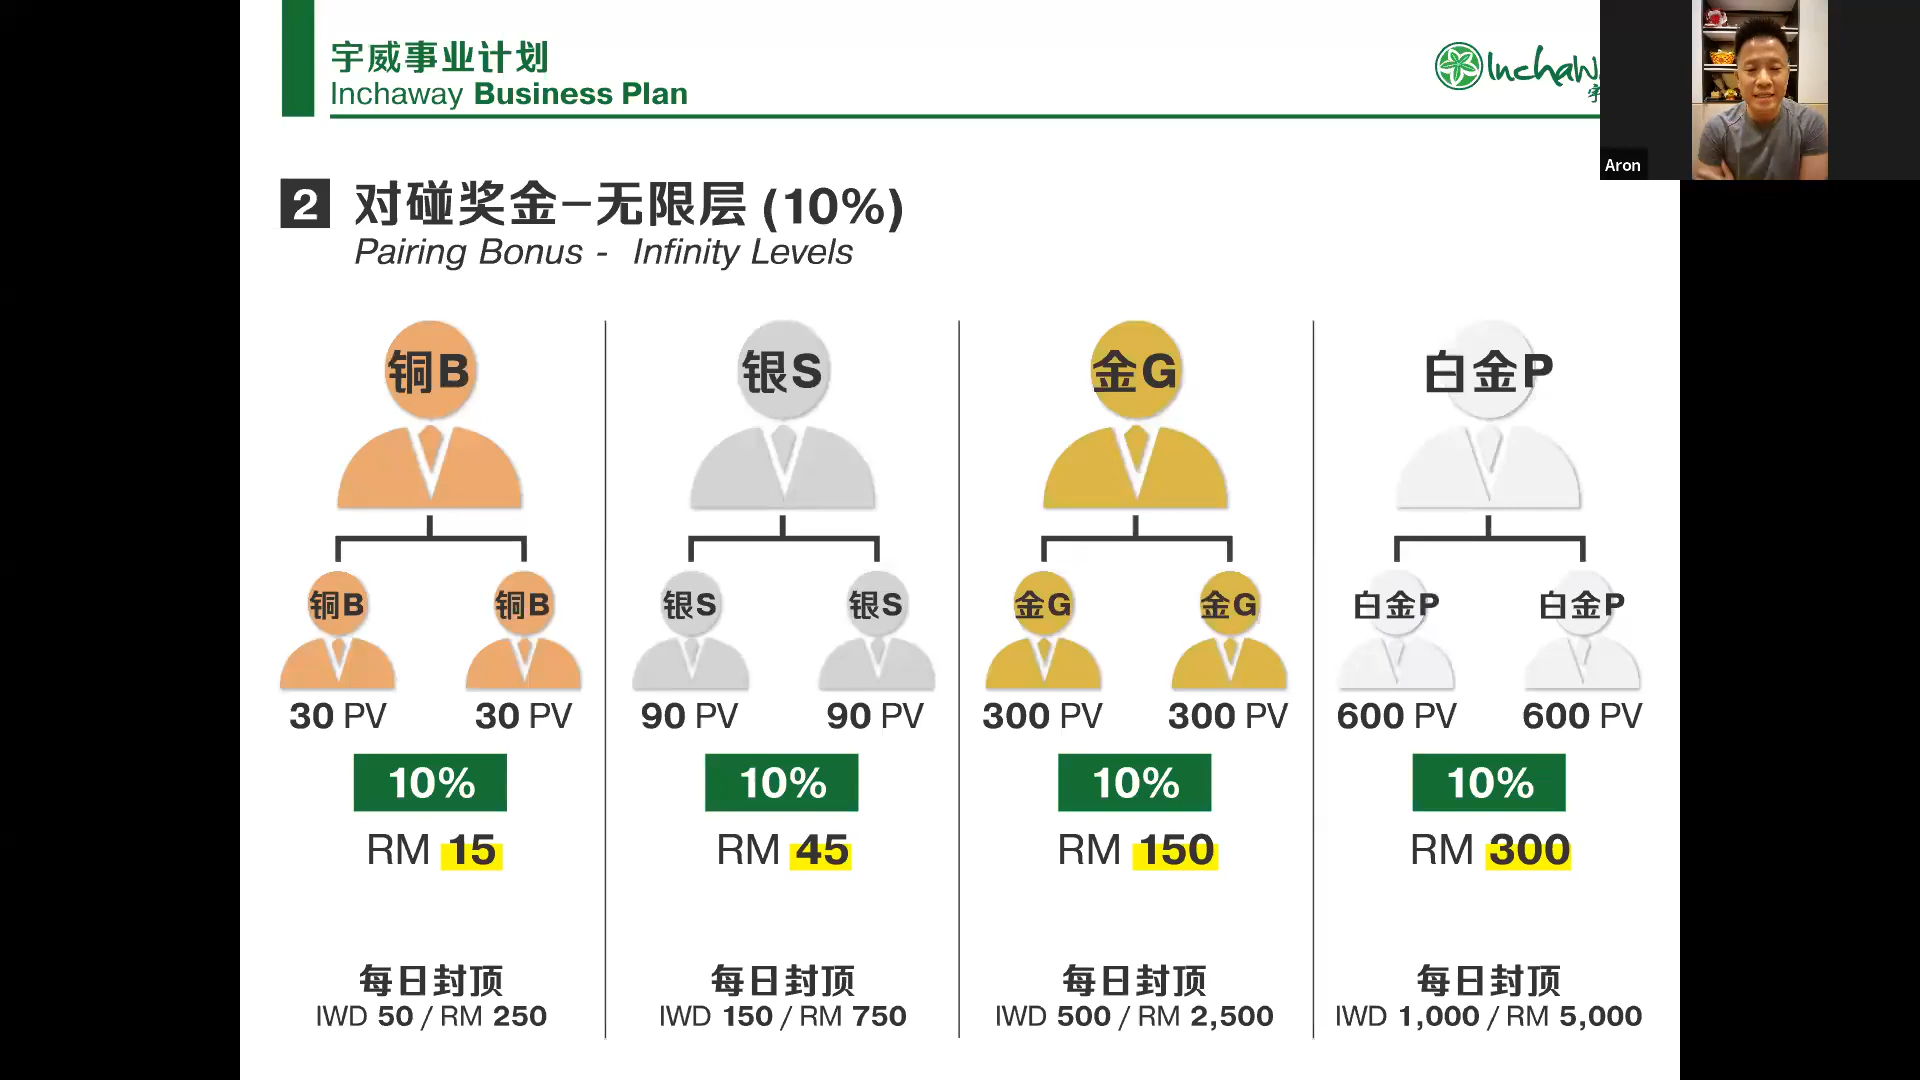 宇威事业计划
Inchaway Business Plan
Aron
2 对碰奖金–无限层 (10%)
Pairing Bonus - Infinity Levels
铜B 银S 金G 白金P
铜B 铜B 银S 银S 金G 金G 白金P 白金P
30 PV 30 PV 90 PV 90 PV 300 PV 300 PV 600 PV 600 PV
10% 10% 10% 10%
RM 15 RM 45 RM 150 RM 300
每日封顶 每日封顶 每日封顶 每日封顶
IWD 50 / RM 250 IWD 150 / RM 750 IWD 500 / RM 2,500 IWD 1,000 / RM 5,000